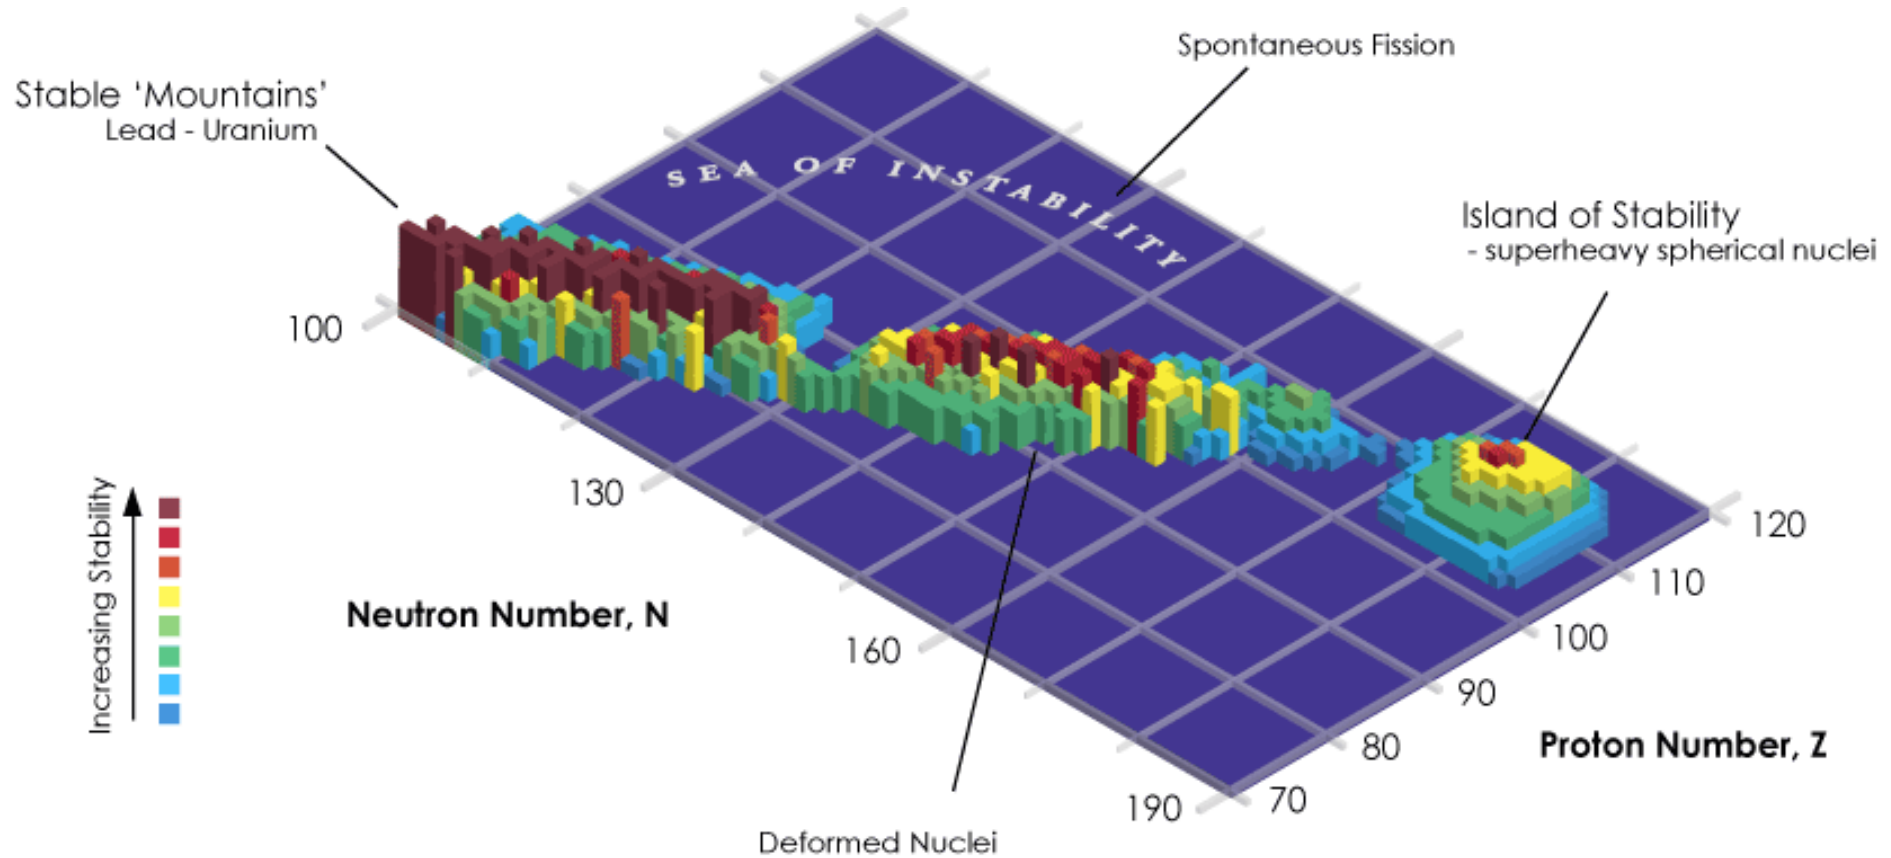 Spontaneous Fission
Stable ‘Mountains’
Lead - Uranium
SEA OF INSTABILITY
Island of Stability
- superheavy spherical nuclei
100
130
160
190
Neutron Number, N
120
110
100
90
80
70
Proton Number, Z
Increasing Stability
Deformed Nuclei